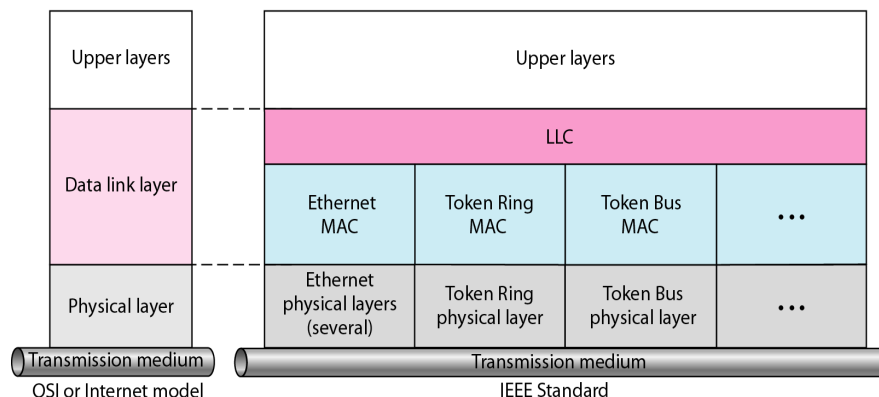 Upper layers
Upper layers
LLC
Data link layer
Ethernet
MAC
Token Ring
MAC
Token Bus
MAC
...
Physical layer
Ethernet
physical layers
(several)
Token Ring
physical layer
Token Bus
physical layer
...
Transmission medium
Transmission medium
OSI or Internet model
IEEE Standard